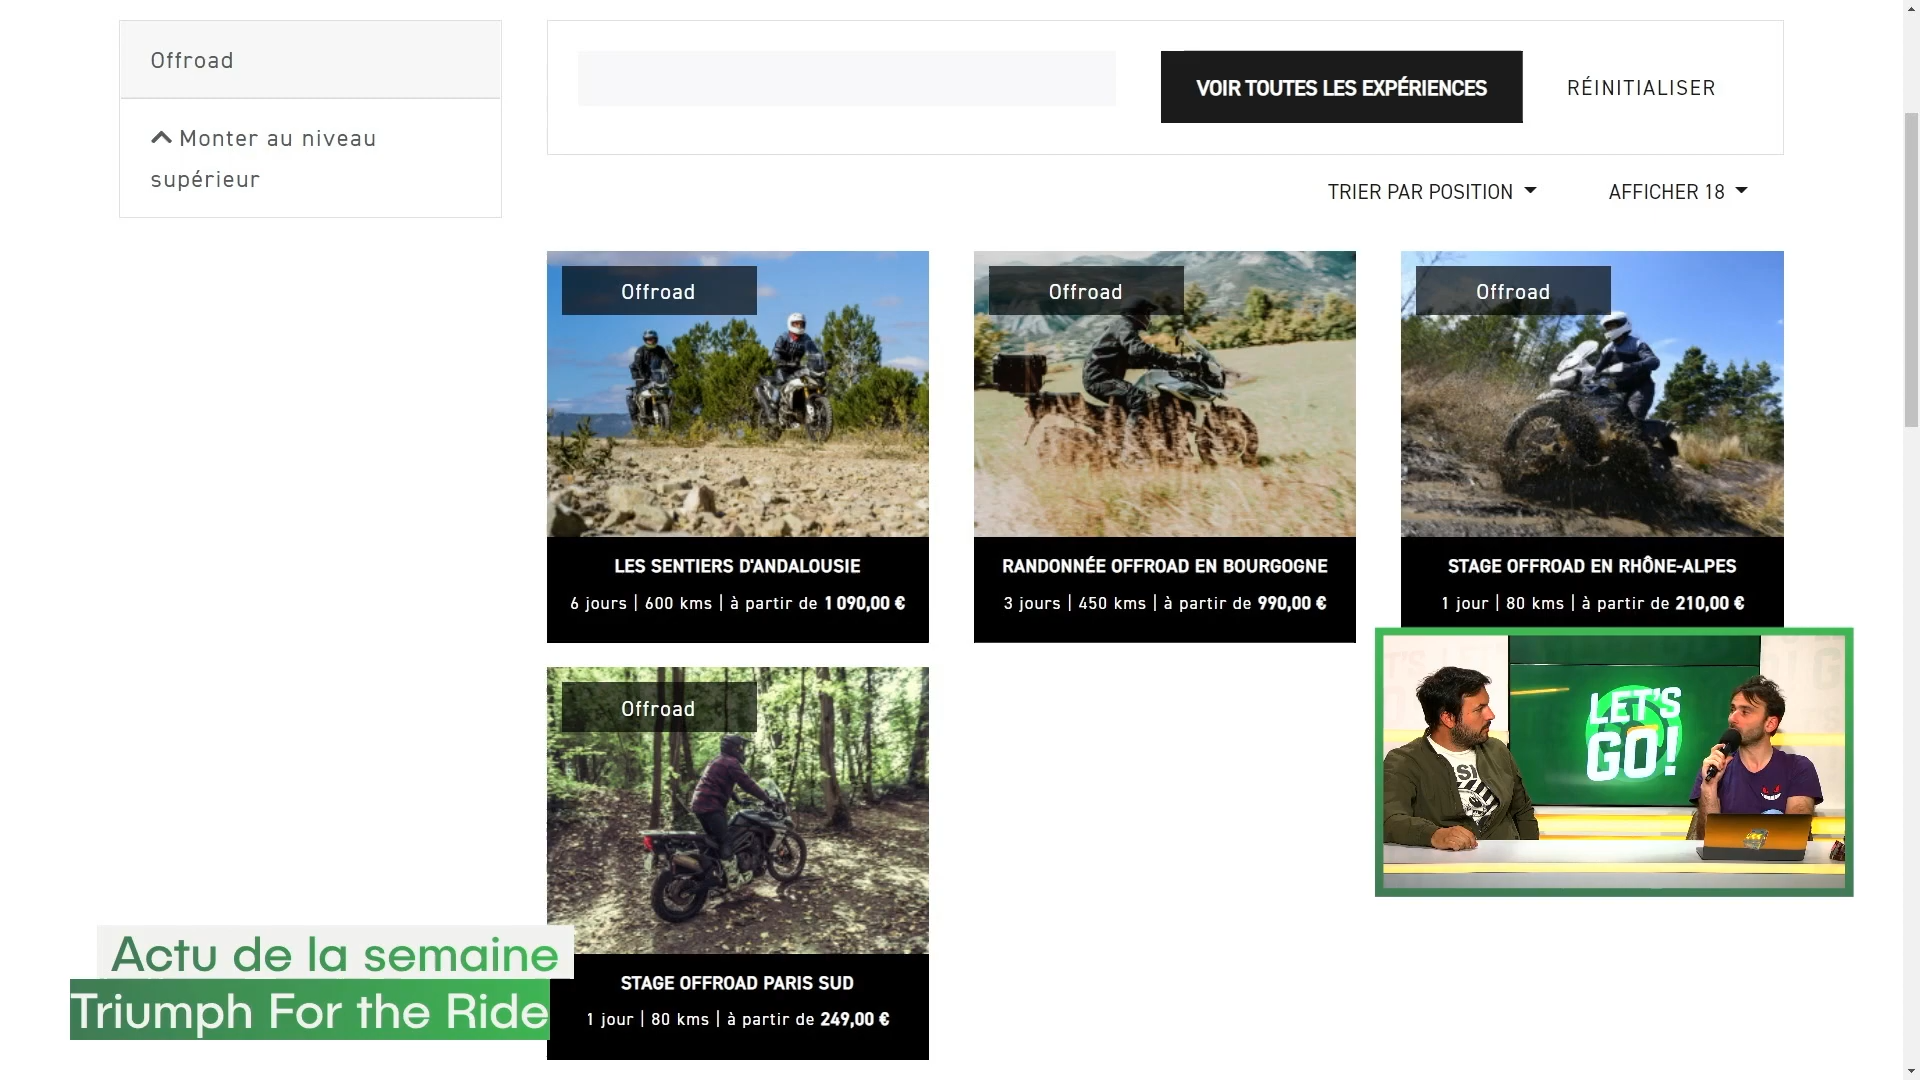 Offroad
Monter au niveau
supérieur
VOIR TOUTES LES EXPÉRIENCES
RÉINITIALISER
TRIER PAR POSITION
AFFICHER 18
Offroad
LES SENTIERS D'ANDALOUSIE
6 jours | 600 kms | à partir de 1 090,00 €
Offroad
RANDONNÉE OFFROAD EN BOURGOGNE
3 jours | 450 kms | à partir de 990,00 €
Offroad
STAGE OFFROAD EN RHÔNE-ALPES
1 jour | 80 kms | à partir de 210,00 €
Offroad
STAGE OFFROAD PARIS SUD
1 jour | 80 kms | à partir de 249,00 €
LET'S
GO!
Actu de la semaine
Triumph For the Ride